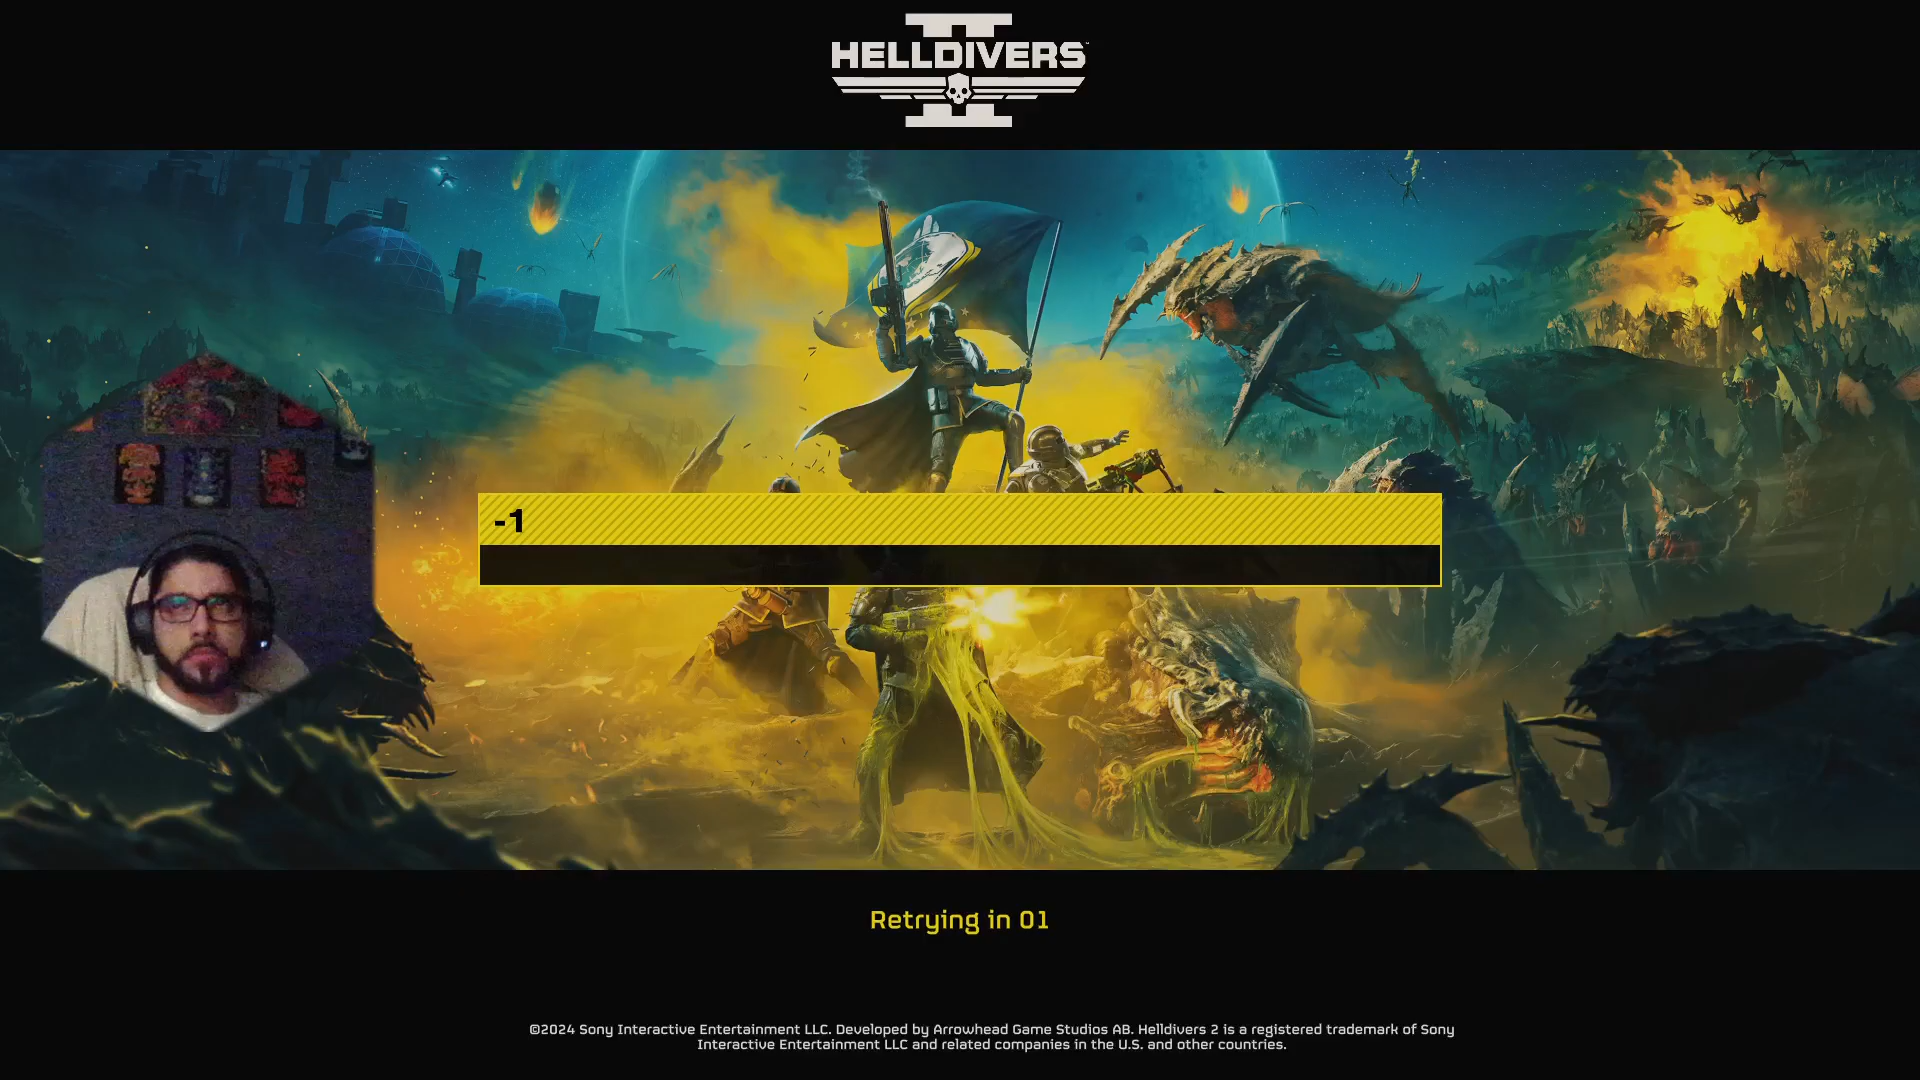 HELLDIVERS
II
-1
Retrying in 01
©2024 Sony Interactive Entertainment LLC. Developed by Arrowhead Game Studios AB. Helldivers 2 is a registered trademark of Sony
Interactive Entertainment LLC and related companies in the U.S. and other countries.